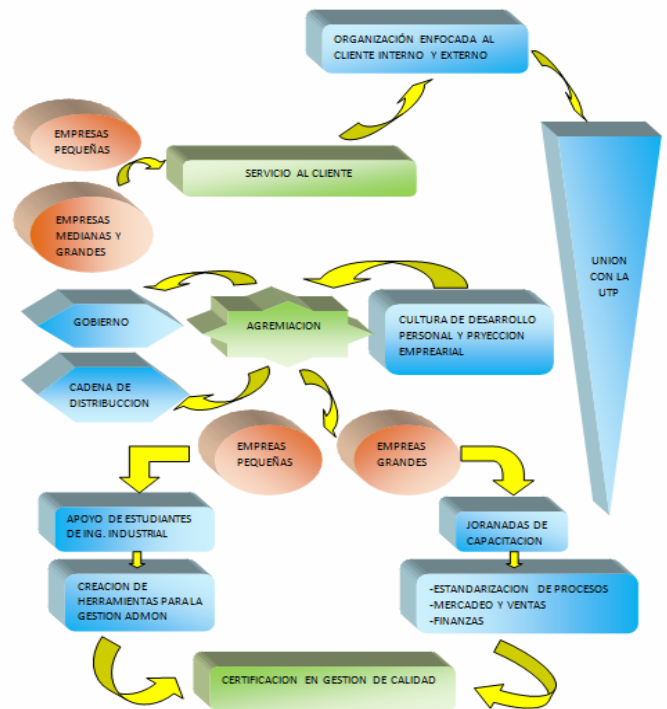 ORGANIZACIÓN ENFOCADA AL
CLIENTE INTERNO Y EXTERNO
EMPRESAS
PEQUEÑAS
SERVICIO AL CLIENTE
EMPRESAS
MEDIANAS Y
GRANDES
UNION
CON LA
UTP
GOBIERNO
AGREMIACION
CULTURA DE DESARROLLO
PERSONAL Y PRYECCION
EMPREARIAL
CADENA DE
DISTRIBUCCION
EMPREAS
PEQUEÑAS
EMPREAS
GRANDES
APOYO DE ESTUDIANTES
DE ING. INDUSTRIAL
JORANADAS DE
CAPACITACION
CREACION DE
HERRAMIENTAS PARA LA
GESTION ADMON
-ESTANDARIZACION DE PROCESOS
-MERCADEO Y VENTAS
-FINANZAS
CERTIFICACION EN GESTION DE CALIDAD